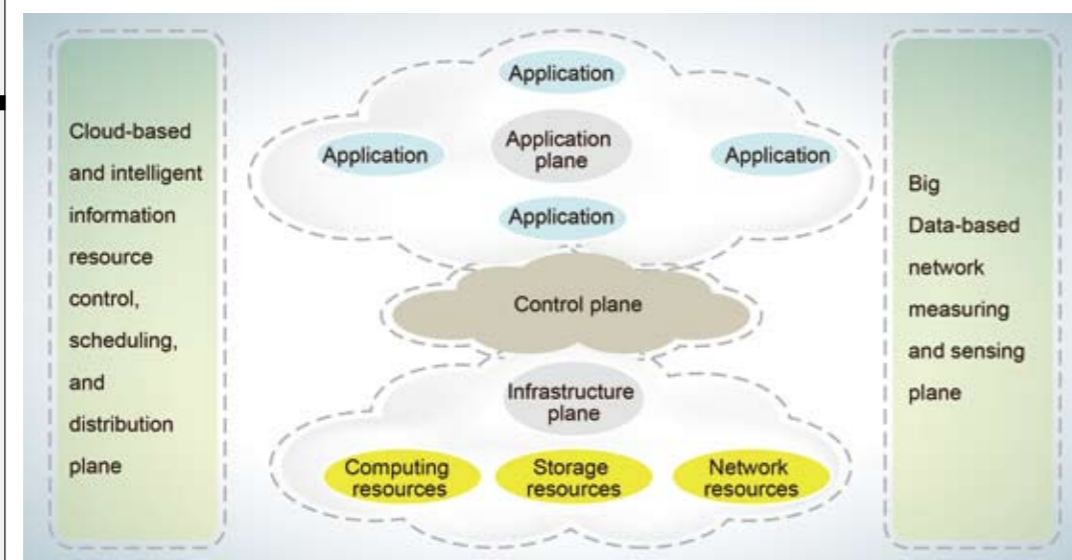 Cloud-based
and intelligent
information
resource
control,
scheduling,
and
distribution
plane
Application
Application
Application
plane
Application
Application
Control plane
Infrastructure
plane
Computing
resources
Storage
resources
Network
resources
Big
Data-based
network
measuring
and sensing
plane